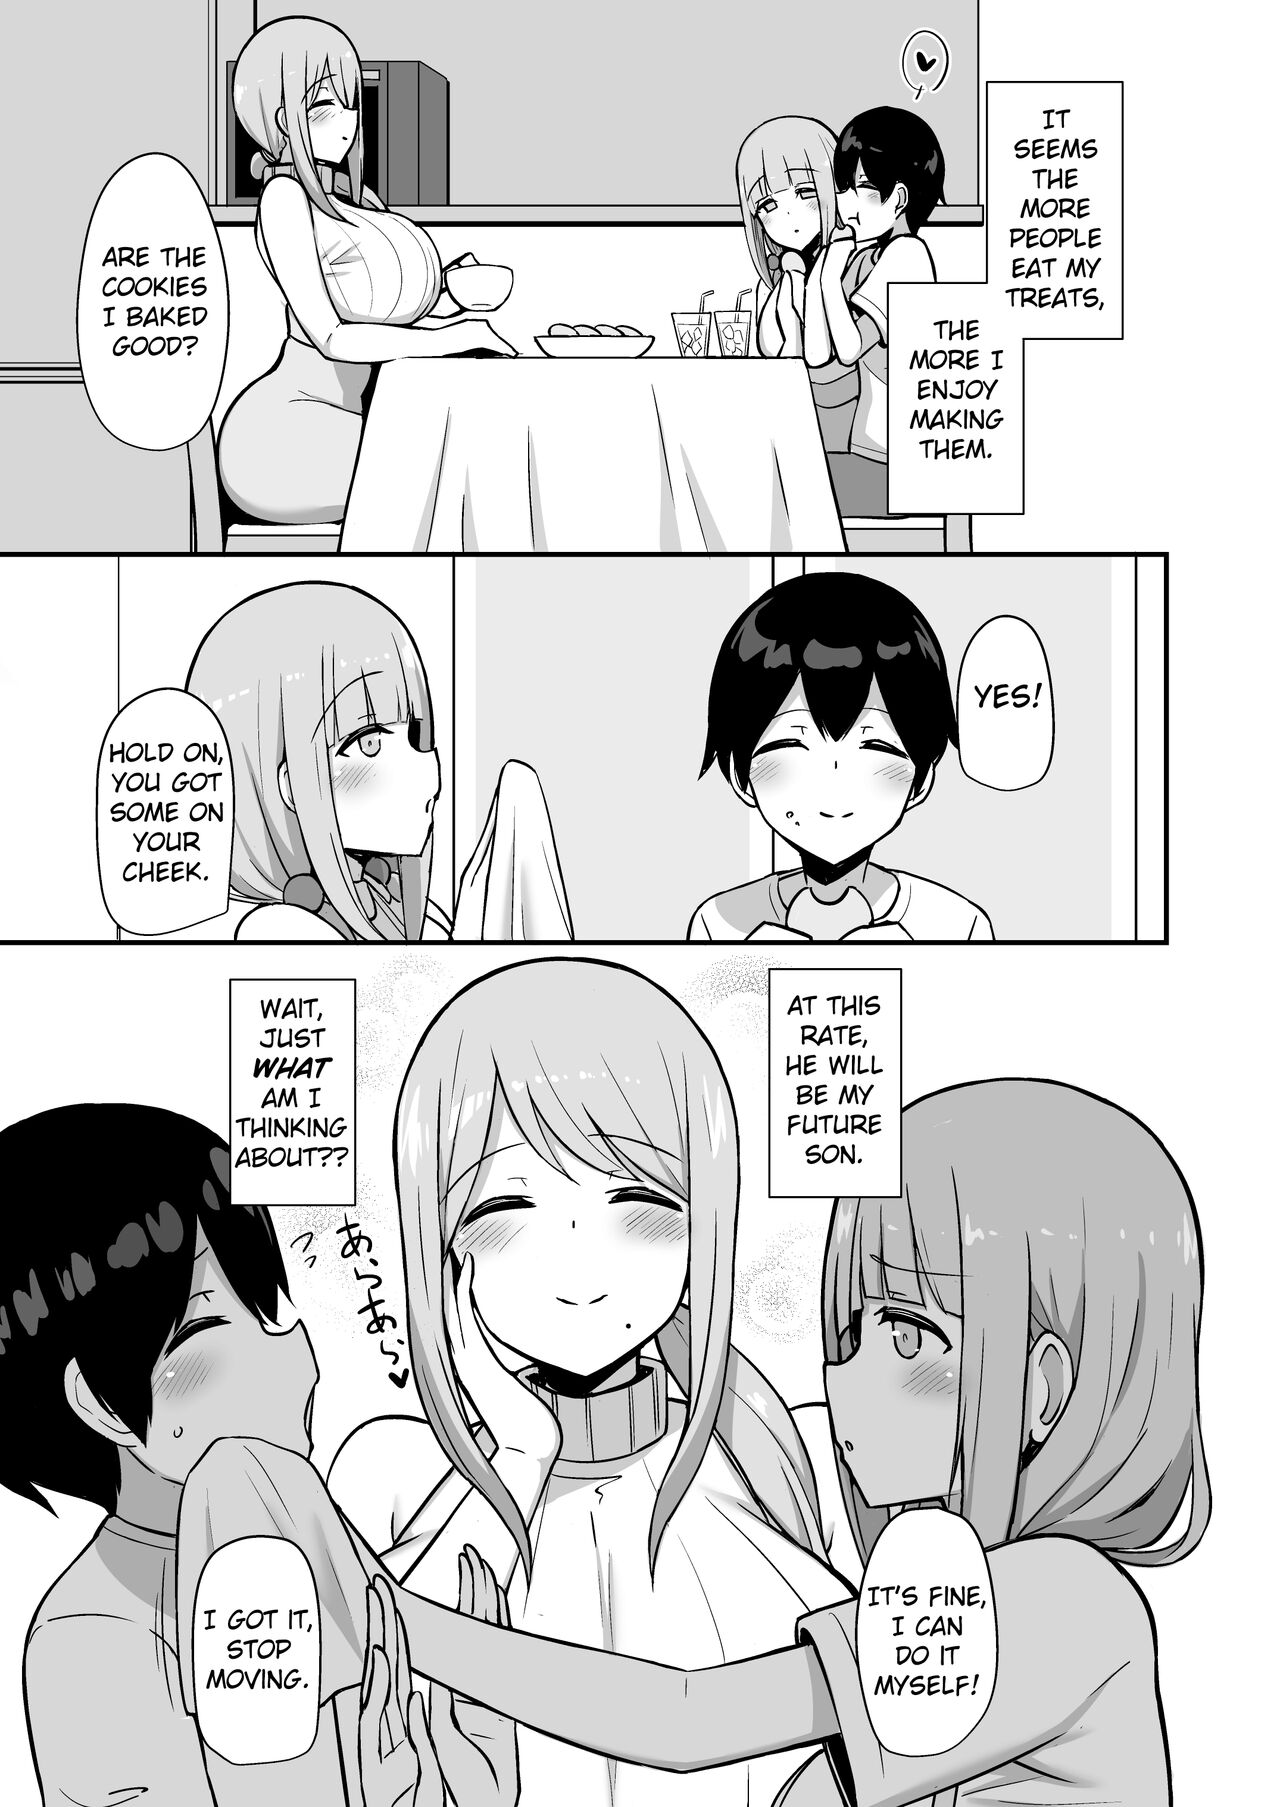 IT
SEEMS
THE
MORE
PEOPLE
EAT MY
TREATS,
THE
MORE I
ENJOY
MAKING
THEM.
ARE THE
COOKIES
I BAKED
GOOD?
YES!
HOLD ON,
YOU GOT
SOME ON
YOUR
CHEEK.
AT THIS
RATE,
HE WILL
BE MY
FUTURE
SON.
WAIT,
JUST
WHAT
AM I
THINKING
ABOUT??
あらあら♥
IT'S FINE,
I CAN
DO IT
MYSELF!
I GOT IT,
STOP
MOVING.